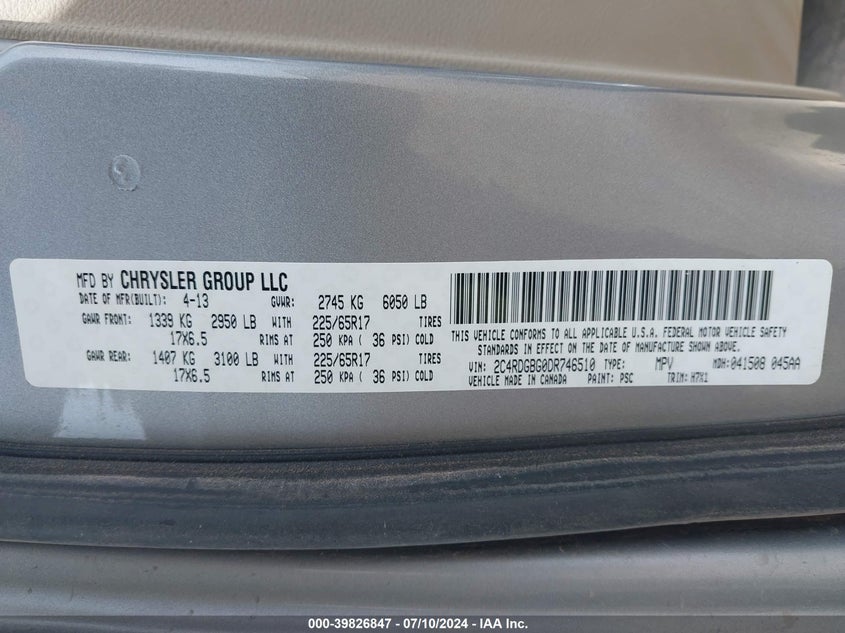 MFD BY CHRYSLER GROUP LLC
DATE OF MFR(BUILT): 4-13 GVWR: 2745 KG 6050 LB
GAWR FRONT: 1339 KG 2950 LB WITH 225/65R17 TIRES
17X6.5 RIMS AT 250 KPA ( 36 PSI) COLD
GAWR REAR: 1407 KG 3100 LB WITH 225/65R17 TIRES
17X6.5 RIMS AT 250 KPA ( 36 PSI) COLD
THIS VEHICLE CONFORMS TO ALL APPLICABLE U.S.A. FEDERAL MOTOR VEHICLE SAFETY
STANDARDS IN EFFECT ON THE DATE OF MANUFACTURE SHOWN ABOVE.
VIN: 2C4RDGBG0DR746510 TYPE: MPV MDH:041508 045AA
VEHICLE MADE IN CANADA PAINT: PSC TRIM: H7X1
000-39826847 | 07/10/2024 | IAA Inc.